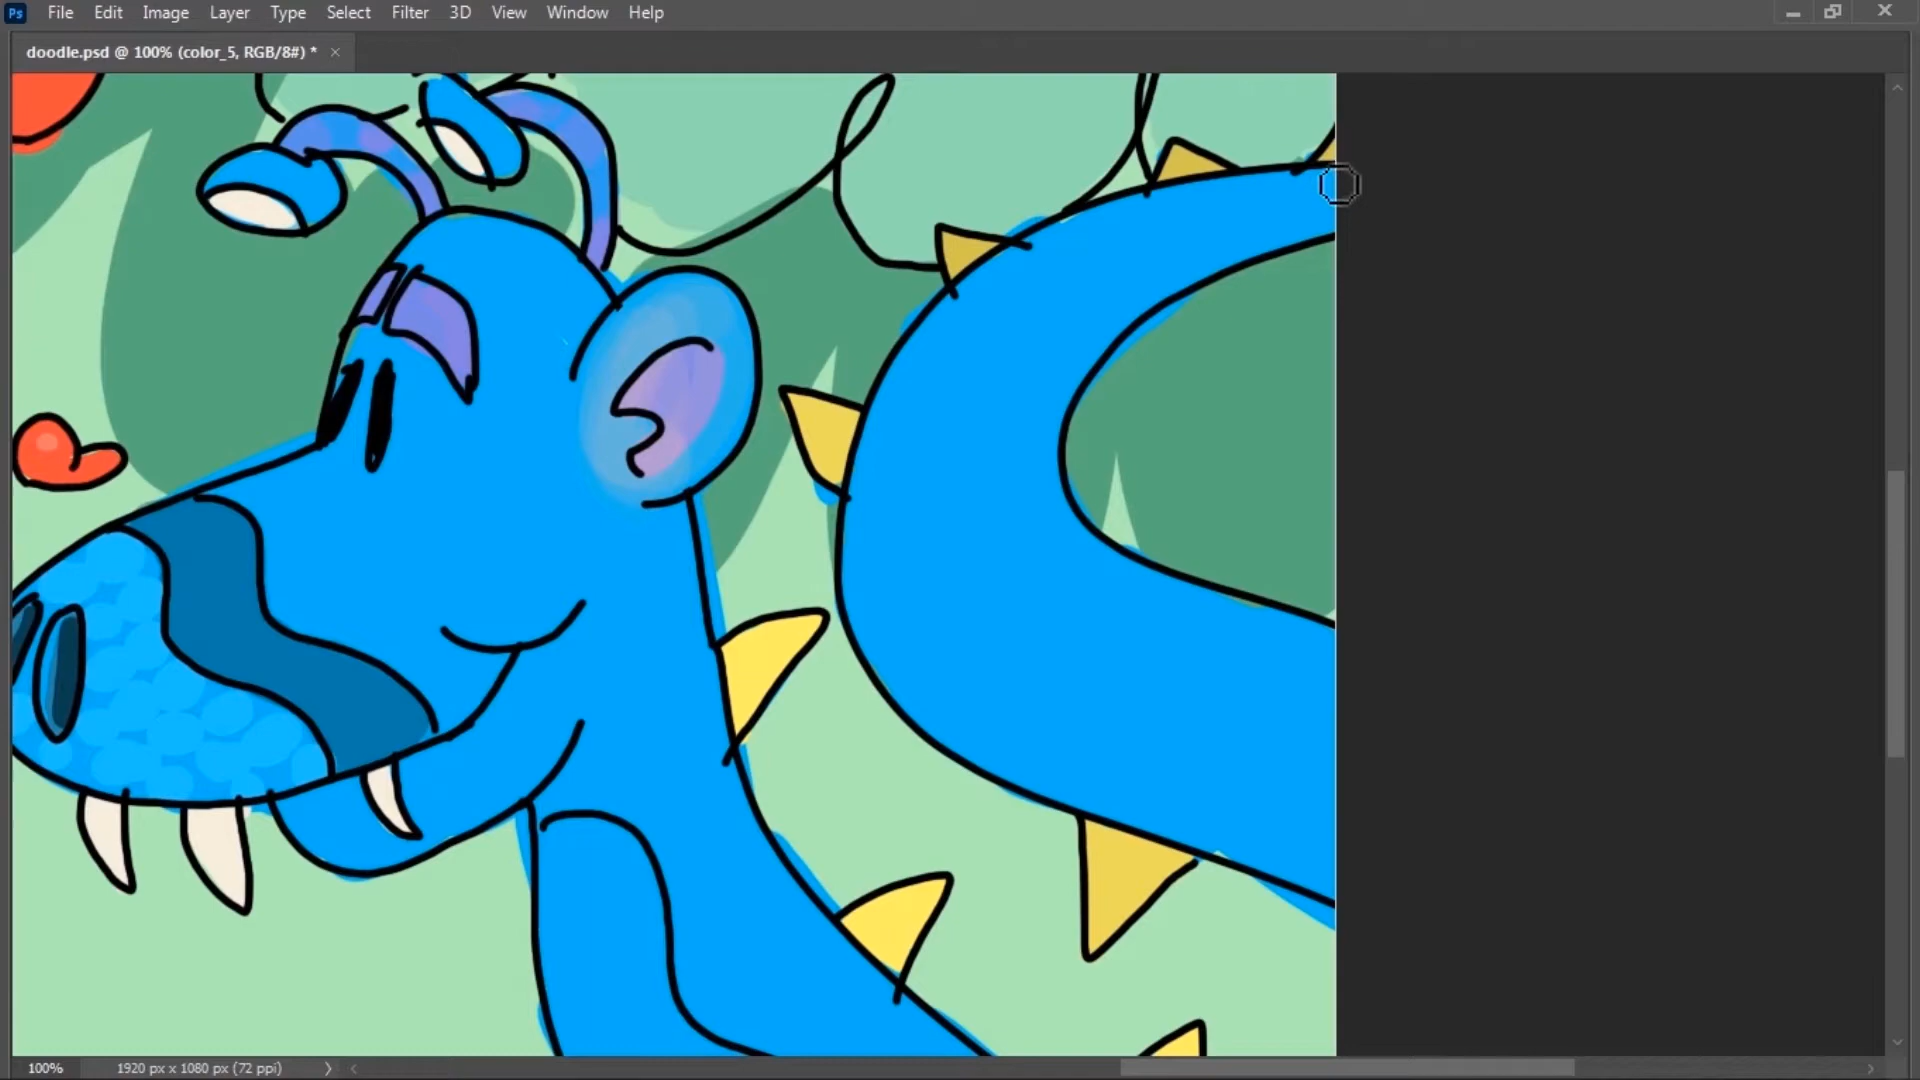 Ps File Edit Image Layer Type Select Filter 3D View Window Help
doodle.psd @ 100% (color_5, RGB/8#) *
100% 1920 px x 1080 px (72 ppi)